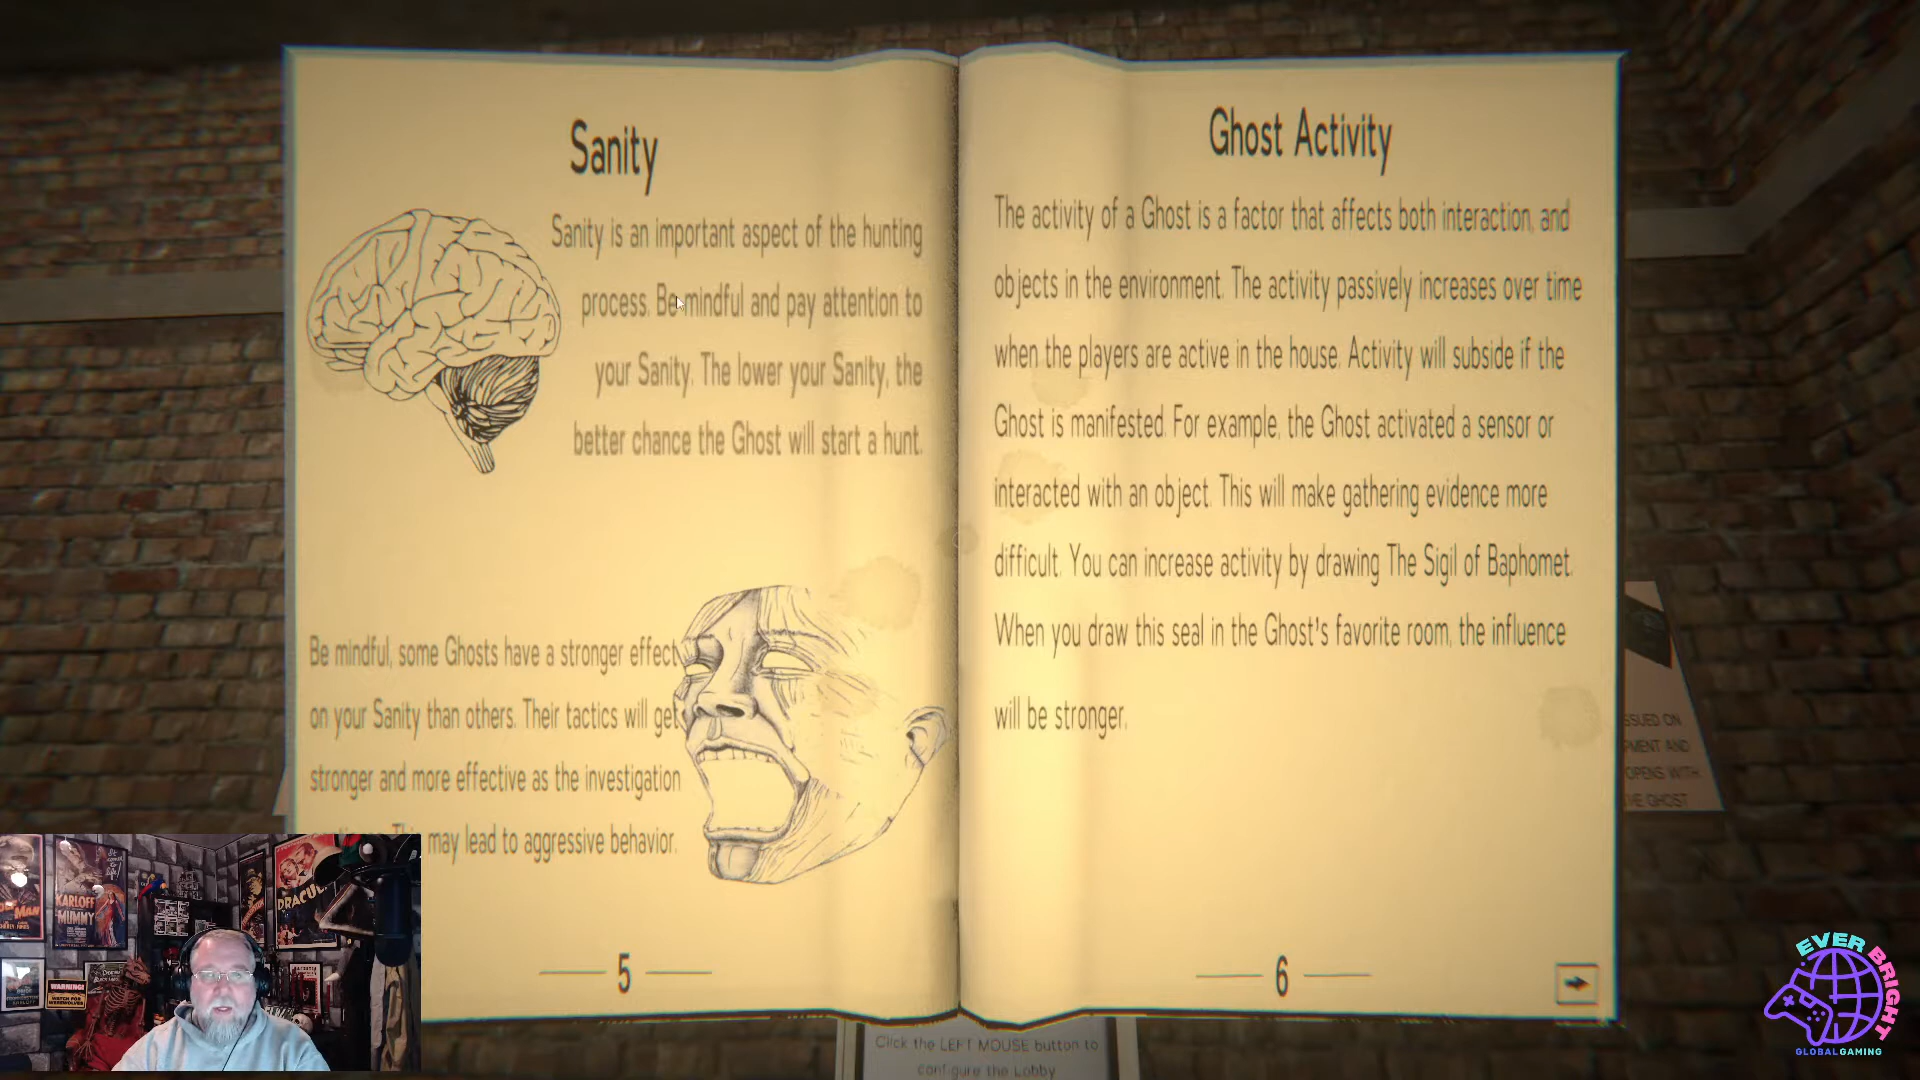 Sanity
Sanity is an important aspect of the hunting
process. Be mindful and pay attention to
your Sanity. The lower your Sanity, the
better chance the Ghost will start a hunt.
Be mindful, some Ghosts have a stronger effect
on your Sanity than others. Their tactics will get
stronger and more effective as the investigation
may lead to aggressive behavior.
5
Ghost Activity
The activity of a Ghost is a factor that affects both interaction, and
objects in the environment. The activity passively increases over time
when the players are active in the house. Activity will subside if the
Ghost is manifested. For example, the Ghost activated a sensor or
interacted with an object. This will make gathering evidence more
difficult. You can increase activity by drawing The Sigil of Baphomet.
When you draw this seal in the Ghost's favorite room, the influence
will be stronger.
6
SSUED ON
PMENT AND
OPENS WITH
THE GHOST
Click the LEFT MOUSE button to
configure the Lobby
KARLOFF
MUMMY
DRACULA
WARNING!
EVER BRIGHT
GLOBAL GAMING